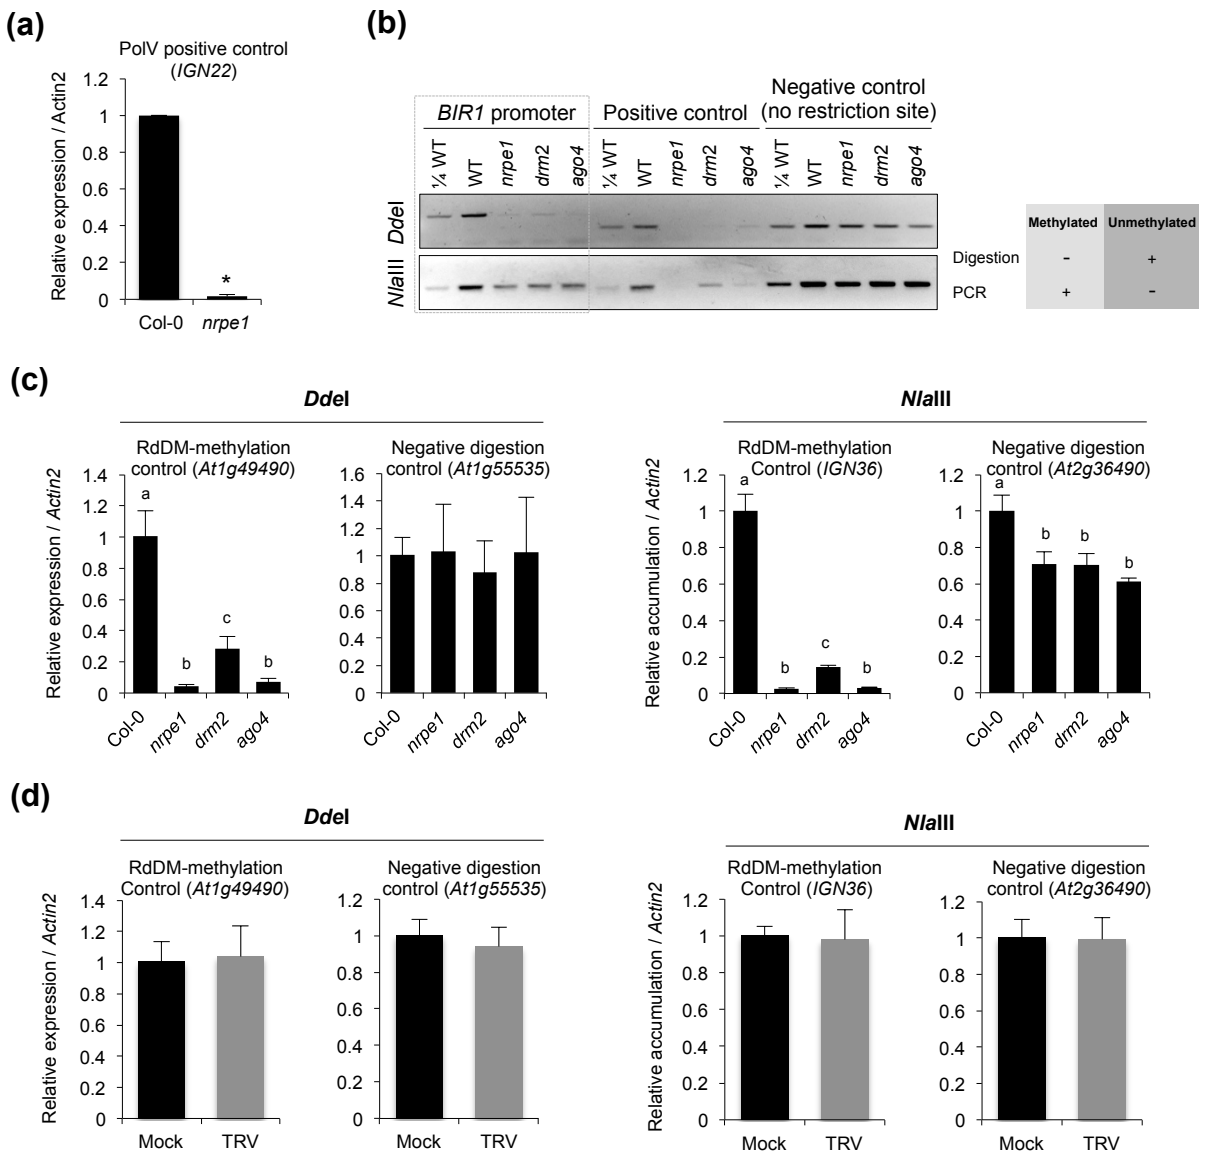 (a)
PolV positive control
(IGN22)
Relative expression / Actin2
1.2
1
0.8
0.6
0.4
0.2
0
*
Col-0 nrpe1
(b)
BIR1 promoter Positive control Negative control
(no restriction site)
¼ WT WT nrpe1 drm2 ago4 ¼ WT WT nrpe1 drm2 ago4 ¼ WT WT nrpe1 drm2 ago4
DdeI
NlaIII
Methylated Unmethylated
Digestion - +
PCR + -
(c)
DdeI
RdDM-methylation
control (At1g49490)
Relative expression / Actin2
1.4
1.2
1
0.8
0.6
0.4
0.2
0
a b c b
Col-0 nrpe1 drm2 ago4
Negative digestion
control (At1g55535)
1.6
1.4
1.2
1
0.8
0.6
0.4
0.2
0
Col-0 nrpe1 drm2 ago4
NlaIII
RdDM-methylation
Control (IGN36)
Relative accumulation / Actin2
1.2
1
0.8
0.6
0.4
0.2
0
a b c b
Col-0 nrpe1 drm2 ago4
Negative digestion
control (At2g36490)
1.2
1
0.8
0.6
0.4
0.2
0
a b b b
Col-0 nrpe1 drm2 ago4
(d)
DdeI
RdDM-methylation
Control (At1g49490)
Relative expression / Actin2
1.4
1.2
1
0.8
0.6
0.4
0.2
0
Mock TRV
Negative digestion
control (At1g55535)
1.2
1
0.8
0.6
0.4
0.2
0
Mock TRV
NlaIII
RdDM-methylation
Control (IGN36)
Relative accumulation / Actin2
1.2
1
0.8
0.6
0.4
0.2
0
Mock TRV
Negative digestion
control (At2g36490)
1.2
1
0.8
0.6
0.4
0.2
0
Mock TRV